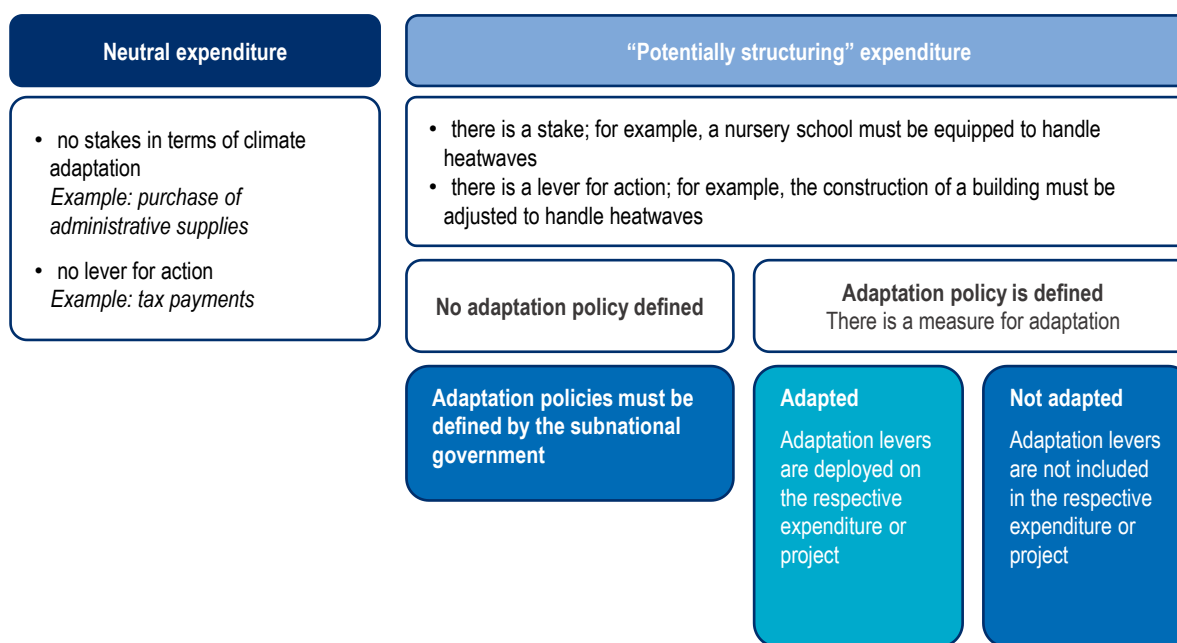 Neutral expenditure
“Potentially structuring” expenditure
• no stakes in terms of climate
adaptation
Example: purchase of
administrative supplies
• no lever for action
Example: tax payments
• there is a stake; for example, a nursery school must be equipped to handle
heatwaves
• there is a lever for action; for example, the construction of a building must be
adjusted to handle heatwaves
No adaptation policy defined
Adaptation policy is defined
There is a measure for adaptation
Adaptation policies must be
defined by the subnational
government
Adapted
Adaptation levers
are deployed on
the respective
expenditure or
project
Not adapted
Adaptation levers
are not included
in the respective
expenditure or
project